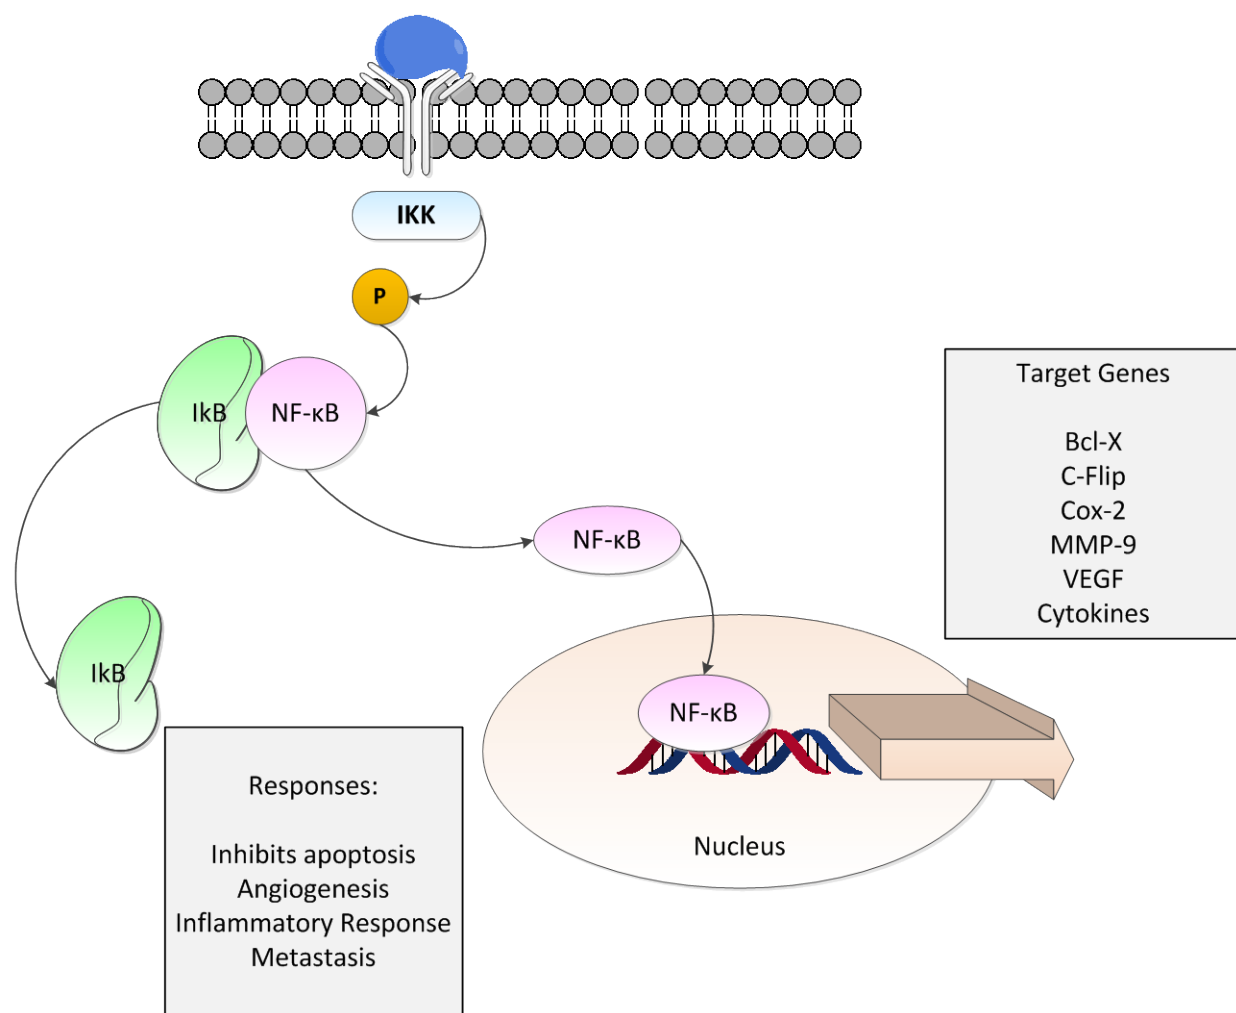 IKK
P
IkB
NF-κB
NF-κB
IkB
NF-κB
Nucleus
Target Genes
Bcl-X
C-Flip
Cox-2
MMP-9
VEGF
Cytokines
Responses:
Inhibits apoptosis
Angiogenesis
Inflammatory Response
Metastasis